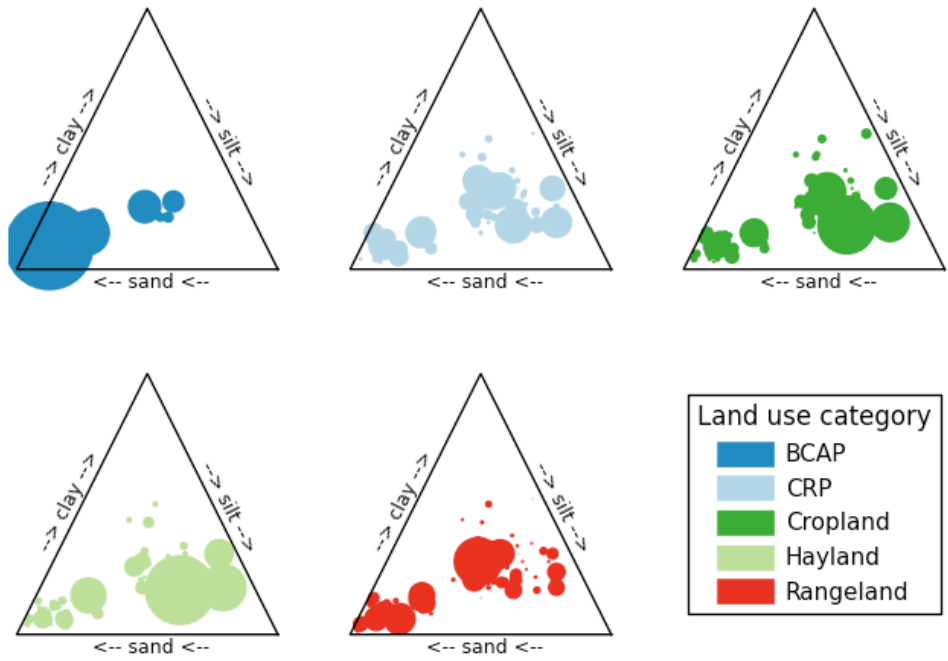 --> clay -->
--> silt -->
<-- sand <--
--> clay -->
--> silt -->
<-- sand <--
--> clay -->
--> silt -->
<-- sand <--
--> clay -->
--> silt -->
<-- sand <--
--> clay -->
--> silt -->
<-- sand <--
Land use category
BCAP
CRP
Cropland
Hayland
Rangeland